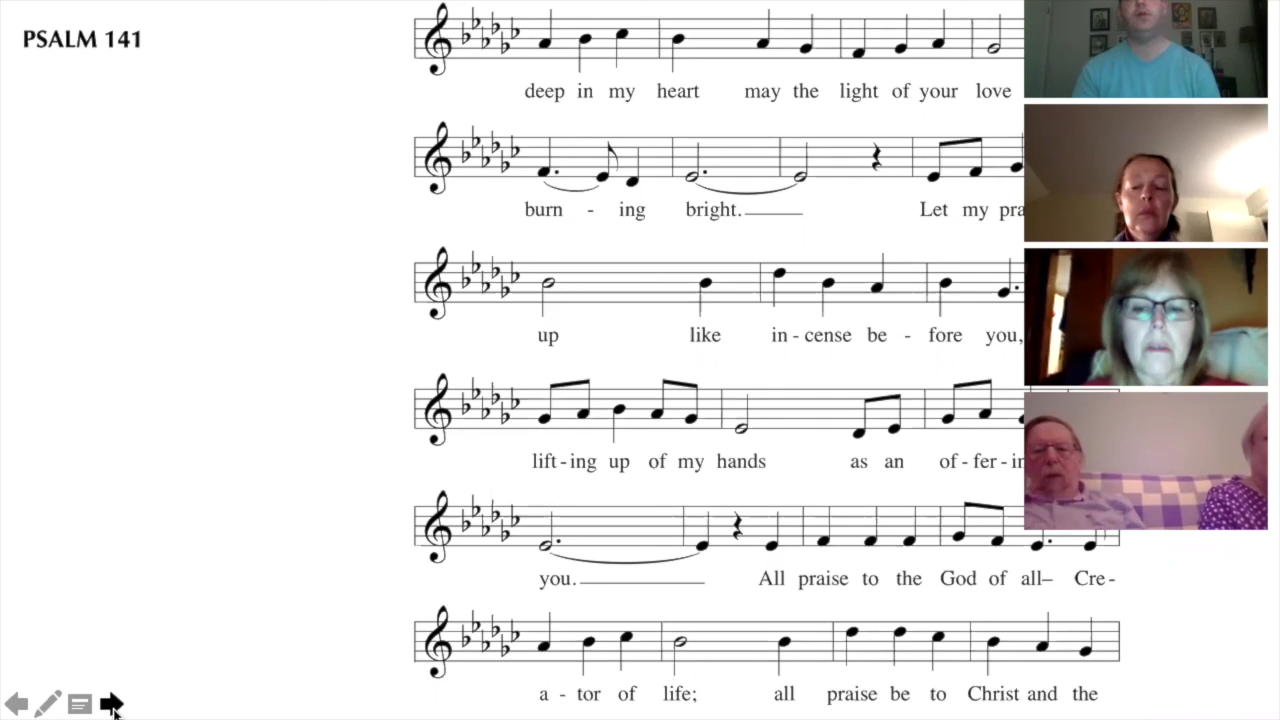 PSALM 141
deep in my heart may the light of your love
burn - ing bright. Let my pra
up like in - cense be - fore you,
lift - ing up of my hands as an of - fer - in
you. All praise to the God of all– Cre -
a - tor of life; all praise be to Christ and the